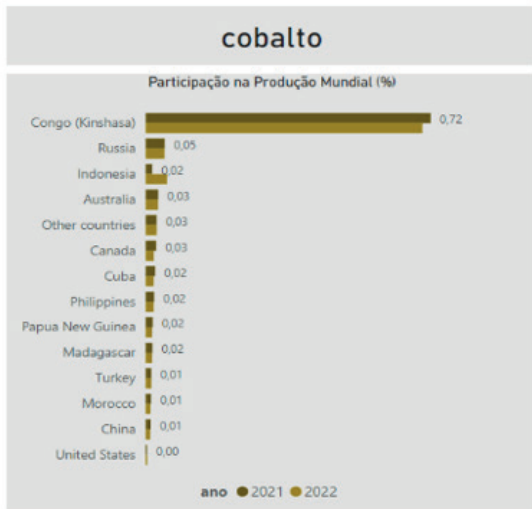 cobalto
Participação na Produção Mundial (%)
Congo (Kinshasa) 0,72
Russia 0,05
Indonesia 0,02
Australia 0,03
Other countries 0,03
Canada 0,03
Cuba 0,02
Philippines 0,02
Papua New Guinea 0,02
Madagascar 0,02
Turkey 0,01
Morocco 0,01
China 0,01
United States 0,00
ano 2021 2022